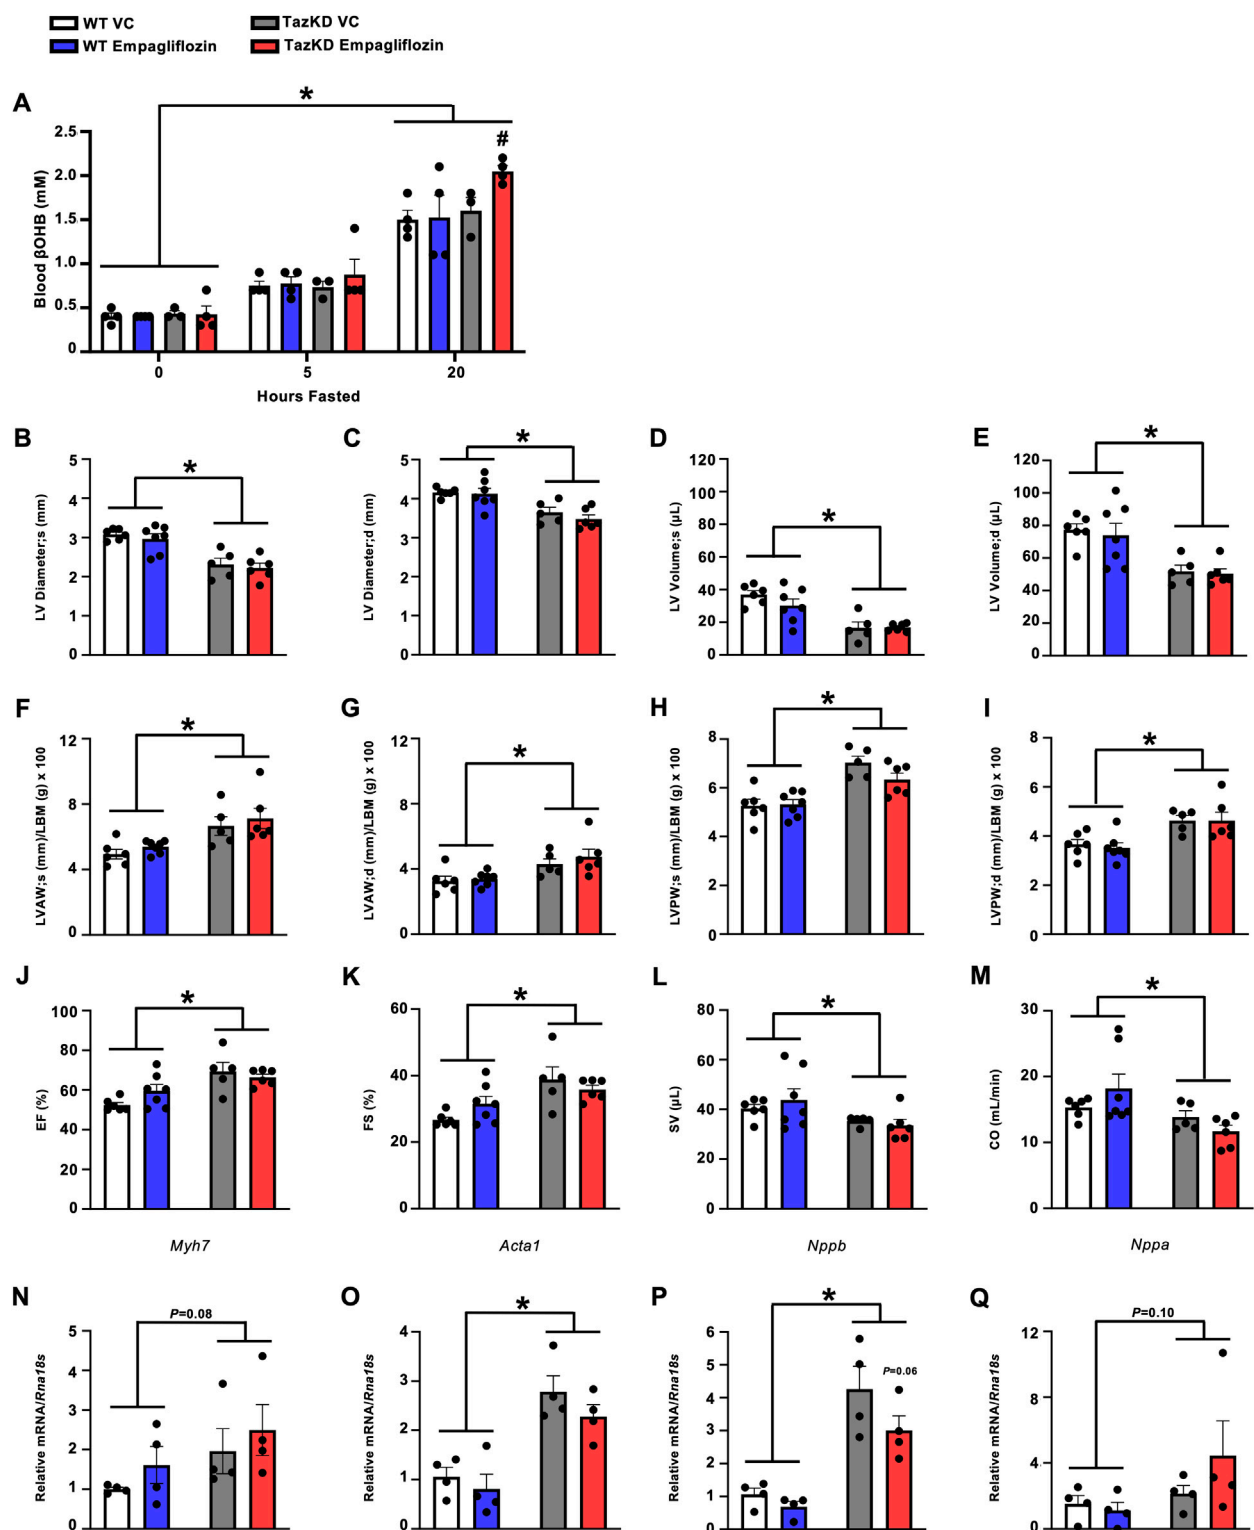 WT VC
TazKD VC
WT Empagliflozin
TazKD Empagliflozin
A
*
#
Blood βOHB (mM)
2.5
2.0
1.5
1.0
0.5
0
0
5
20
Hours Fasted
B
*
LV Diameter;s (mm)
5
4
3
2
1
0
C
*
LV Diameter;d (mm)
5
4
3
2
1
0
D
*
LV Volume;s (µL)
120
100
80
60
40
20
0
E
*
LV Volume;d (µL)
120
100
80
60
40
20
0
F
*
LVAW;s (mm)/LBM (g) x 100
12
8
4
0
G
*
LVAW;d (mm)/LBM (g) x 100
12
8
4
0
H
*
LVPW;s (mm)/LBM (g) x 100
8
6
4
2
0
I
*
LVPW;d (mm)/LBM (g) x 100
8
6
4
2
0
J
*
EF (%)
100
80
60
40
20
0
K
*
FS (%)
60
40
20
0
L
*
SV (µL)
80
60
40
20
0
M
*
CO (mL/min)
30
20
10
0
Myh7
Acta1
Nppb
Nppa
N
P=0.08
Relative mRNA/Rna18s
5
4
3
2
1
0
O
*
Relative mRNA/Rna18s
4
3
2
1
0
P
*
P=0.06
Relative mRNA/Rna18s
6
5
4
3
2
1
0
Q
P=0.10
Relative mRNA/Rna18s
12
8
4
0